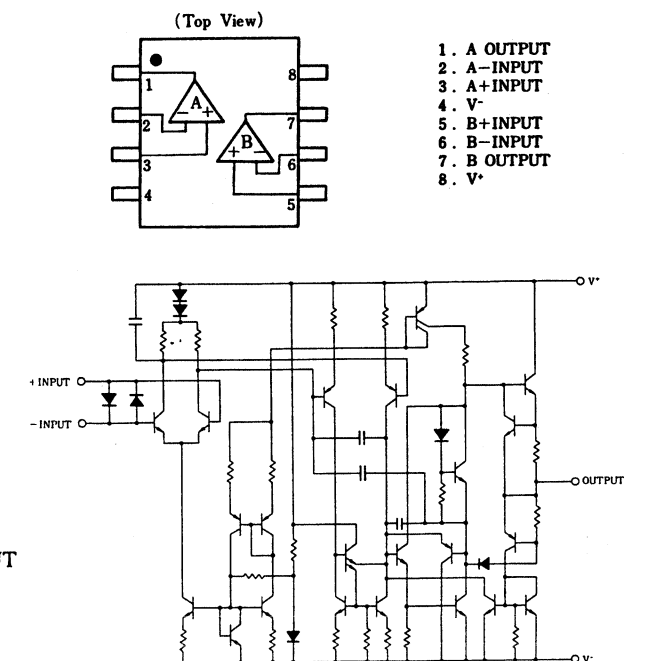 (Top View)
1
2
3
4
8
7
6
5
A
- +
B
+ -
1. A OUTPUT
2. A-INPUT
3. A+INPUT
4. V-
5. B+INPUT
6. B-INPUT
7. B OUTPUT
8. V+
V+
+ INPUT
- INPUT
OUTPUT
V-